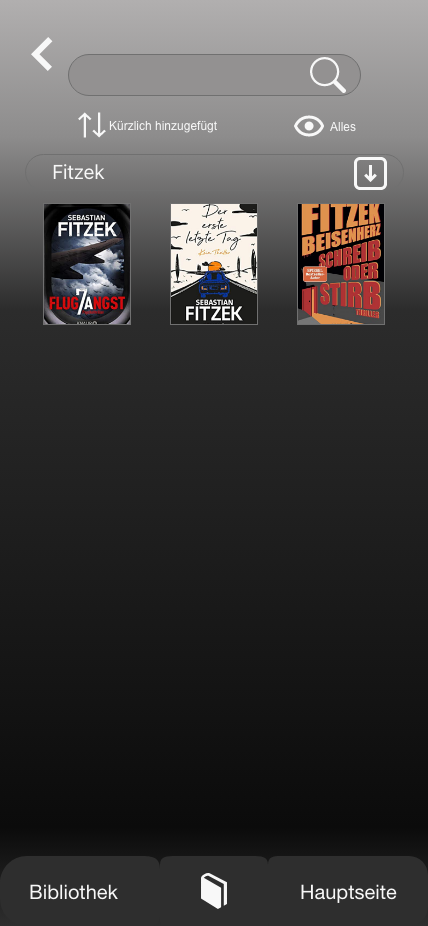 Kürzlich hinzugefügt
Alles
Fitzek
SEBASTIAN
FITZEK
FLUG
7A
ANGST
Der
erste
letzte Tag
Kein Thriller
SEBASTIAN
FITZEK
FITZEK
BEISENHERZ
SCHREIB
ODER
STIRB
THRILLER
Bibliothek
Hauptseite